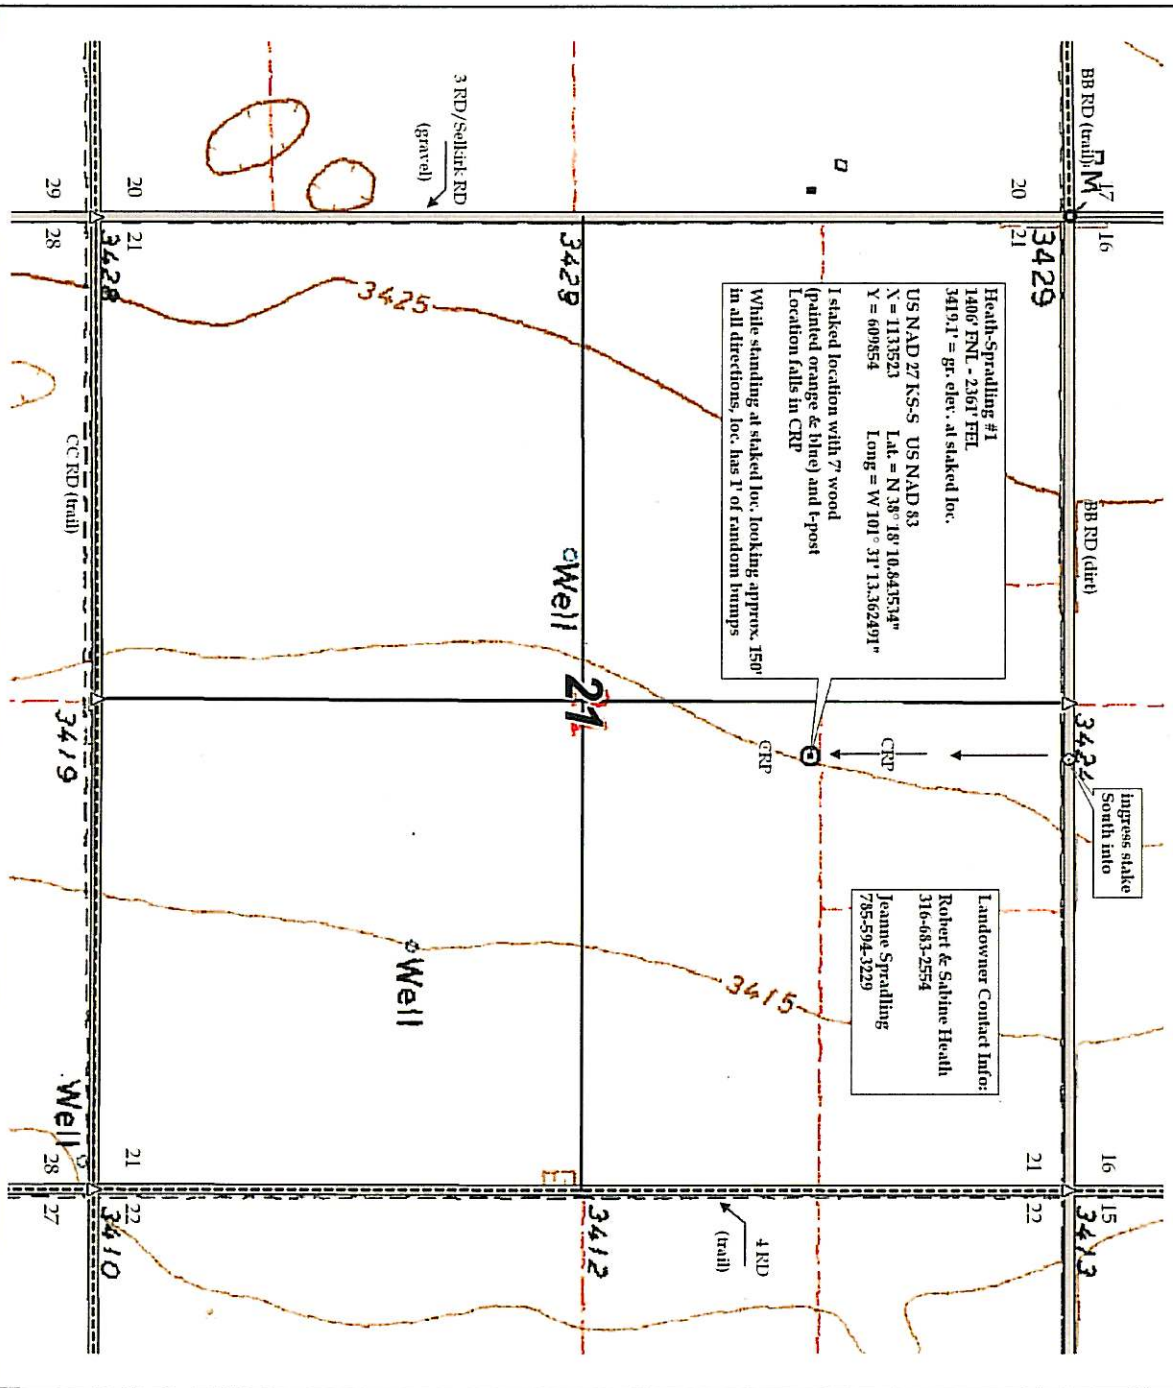 BB RD (trail)
BM
17
16
20
21
3429
BB RD (dirt)
ingress stake
South into
16
15
3413
21
22
Heath-Spradling #1
1406' FNL - 2361' FEL
3419.1' = gr. elev. at staked loc.
US NAD 27 KS-S US NAD 83
X = 1133523 Lat. = N 38° 18' 10.843534"
Y = 609854 Long = W 101° 31' 13.362491"
I staked location with 7' wood
(painted orange & blue) and t-post
Location falls in CRP
While standing at staked loc. looking approx. 150'
in all directions, loc. has 1' of random bumps
Landowner Contact Info:
Robert & Sabine Heath
316-683-2554
Jeanne Spradling
785-594-3229
CRP
CRP
3415
4 RD
(trail)
3429
Well
21
3412
3 RD/Selkirk RD
(gravel)
3425
Well
20
21
29
28
3428
CC RD (trail)
3419
Well
21
22
28
27
3410